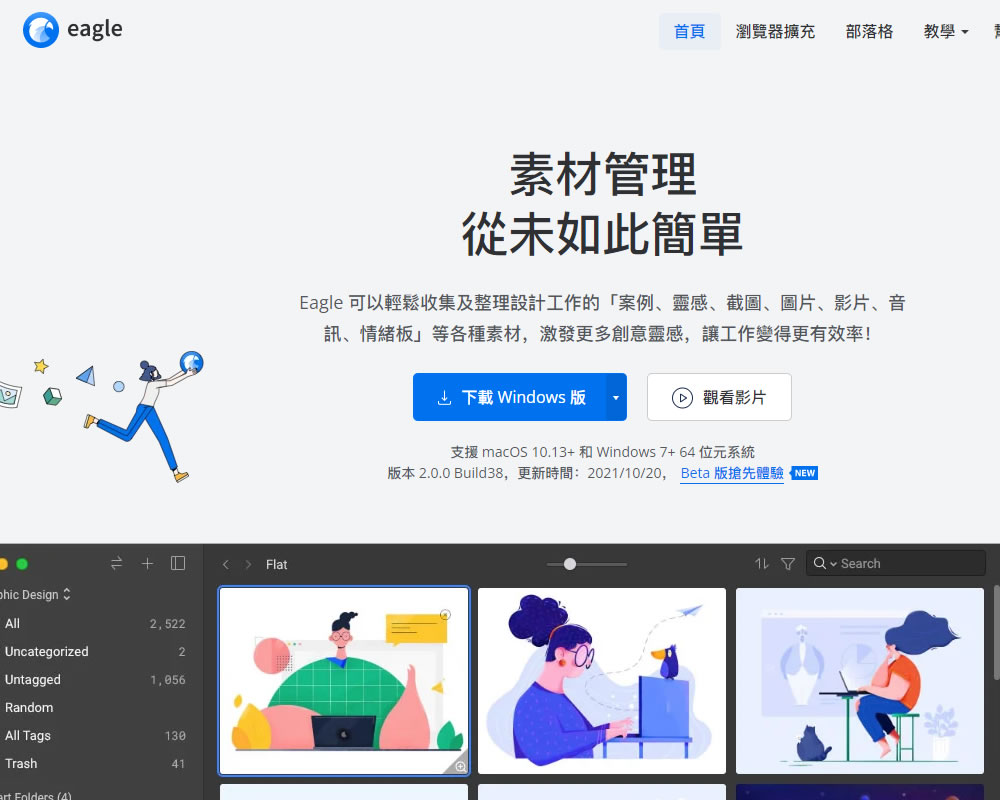 eagle
首頁 瀏覽器擴充 部落格 教學
素材管理
從未如此簡單
Eagle 可以輕鬆收集及整理設計工作的「案例、靈感、截圖、圖片、影片、音
訊、情緒板」等各種素材，激發更多創意靈感，讓工作變得更有效率！
下載 Windows 版
觀看影片
支援 macOS 10.13+ 和 Windows 7+ 64 位元系統
版本 2.0.0 Build38，更新時間：2021/10/20， Beta 版搶先體驗 NEW
Flat
Search
phic Design
All 2,522
Uncategorized 2
Untagged 1,056
Random
All Tags 130
Trash 41
art Folders (4)